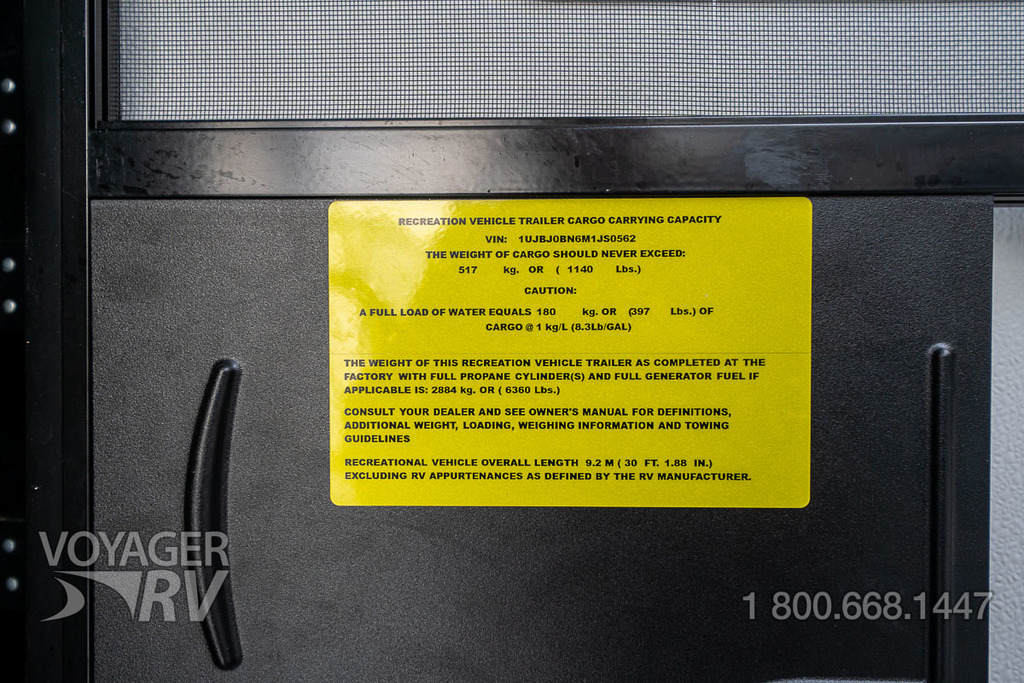 RECREATION VEHICLE TRAILER CARGO CARRYING CAPACITY
VIN: 1UJBJ0BN6M1JS0562
THE WEIGHT OF CARGO SHOULD NEVER EXCEED:
517 kg. OR ( 1140 Lbs.)
CAUTION:
A FULL LOAD OF WATER EQUALS 180 kg. OR (397 Lbs.) OF
CARGO @ 1 kg/L (8.3Lb/GAL)
THE WEIGHT OF THIS RECREATION VEHICLE TRAILER AS COMPLETED AT THE
FACTORY WITH FULL PROPANE CYLINDER(S) AND FULL GENERATOR FUEL IF
APPLICABLE IS: 2884 kg. OR ( 6360 Lbs.)
CONSULT YOUR DEALER AND SEE OWNER'S MANUAL FOR DEFINITIONS,
ADDITIONAL WEIGHT, LOADING, WEIGHING INFORMATION AND TOWING
GUIDELINES
RECREATIONAL VEHICLE OVERALL LENGTH 9.2 M ( 30 FT. 1.88 IN.)
EXCLUDING RV APPURTENANCES AS DEFINED BY THE RV MANUFACTURER.
VOYAGER
RV
1 800.668.1447